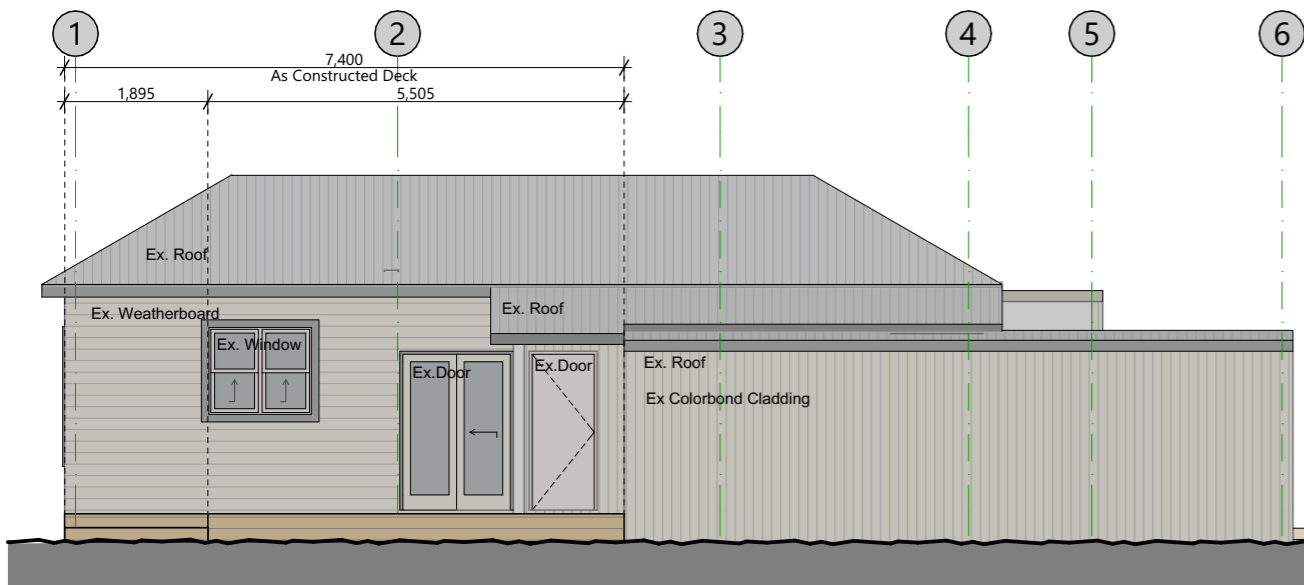 1 2 3 4 5 6
7,400
As Constructed Deck
1,895 5,505
Ex. Roof
Ex. Weatherboard
Ex. Roof
Ex. Window
Ex.Door
Ex.Door
Ex. Roof
Ex Colorbond Cladding